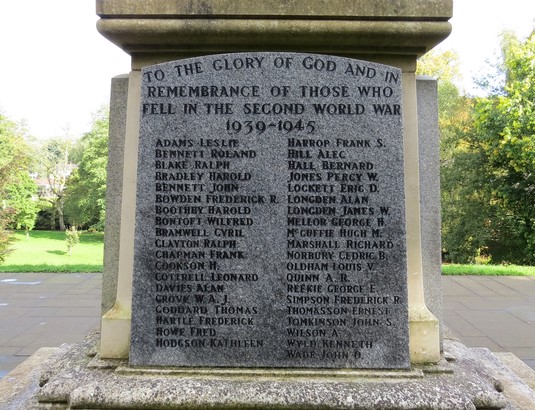 TO THE GLORY OF GOD AND IN
REMEMBRANCE OF THOSE WHO
FELL IN THE SECOND WORLD WAR
1939-1945
ADAMS LESLIE
BENNETT ROLAND
BLAKE RALPH
BRADLEY HAROLD
BENNETT JOHN
BOWDEN FREDERICK R.
BOOTHBY HAROLD
BONTOFT WILFRED
BRAMWELL CYRIL
CLAYTON RALPH
CHAPMAN FRANK
COOKSON H.
COTTRELL LEONARD
DAVIES ALAN
GROVE W. A. J.
GODDARD THOMAS
HARTLE FREDERICK
HOWE FRED
HODGSON KATHLEEN
HARROP FRANK S.
HILL ALEC
HALL BERNARD
JONES PERCY W.
LOCKETT ERIC D.
LONGDEN ALAN
LONGDEN JAMES W.
MELLOR GEORGE H.
McGUFFIE HUGH M.
MARSHALL RICHARD
NORBURY CEDRIC B.
OLDHAM LOUIS V.
QUINN A. R.
REEKIE GEORGE E.
SIMPSON FREDERICK R.
THOMASSON ERNEST
TOMKINSON JOHN S.
WILSON A.
WYLD KENNETH
WADE JOHN D.